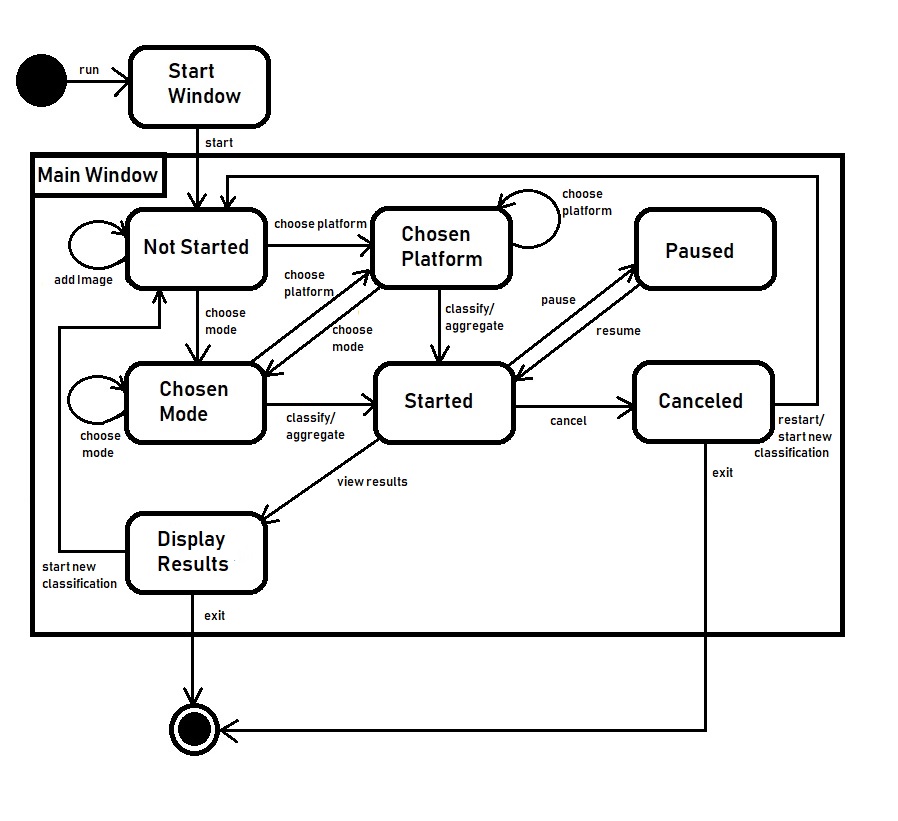 run
Start
Window
start
Main Window
choose
platform
Not Started
choose platform
Chosen
Platform
Paused
add Image
choose
platform
choose
mode
choose
mode
classify/
aggregate
pause
resume
Chosen
Mode
Started
Canceled
choose
mode
classify/
aggregate
cancel
restart/
start new
classification
exit
view results
Display
Results
start new
classification
exit